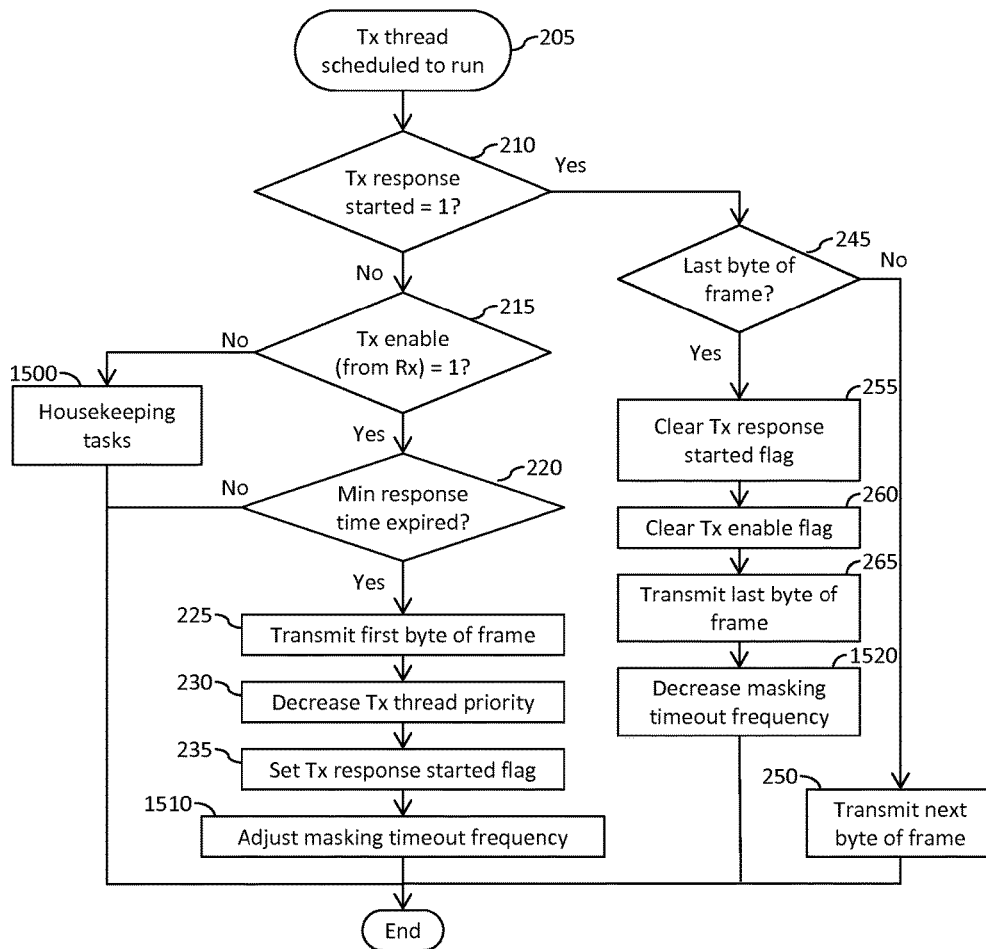 Tx thread
scheduled to run
205
210
Tx response
started = 1?
Yes
No
245
Last byte of
frame?
No
Yes
215
Tx enable
(from Rx) = 1?
No
Yes
1500
Housekeeping
tasks
220
Min response
time expired?
No
Yes
225
Transmit first byte of frame
230
Decrease Tx thread priority
235
Set Tx response started flag
1510
Adjust masking timeout frequency
255
Clear Tx response
started flag
260
Clear Tx enable flag
265
Transmit last byte of
frame
1520
Decrease masking
timeout frequency
250
Transmit next
byte of frame
End